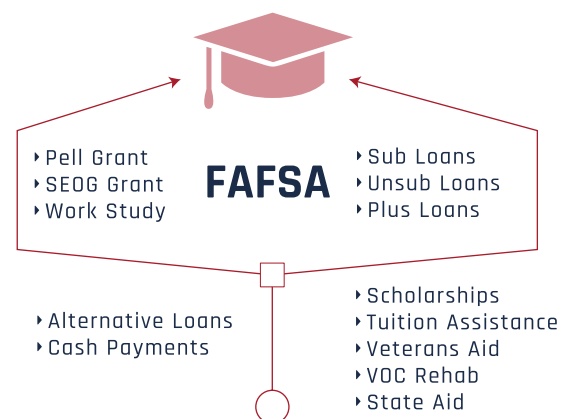 Pell Grant
SEOG Grant
Work Study
FAFSA
Sub Loans
Unsub Loans
Plus Loans
Alternative Loans
Cash Payments
Scholarships
Tuition Assistance
Veterans Aid
VOC Rehab
State Aid